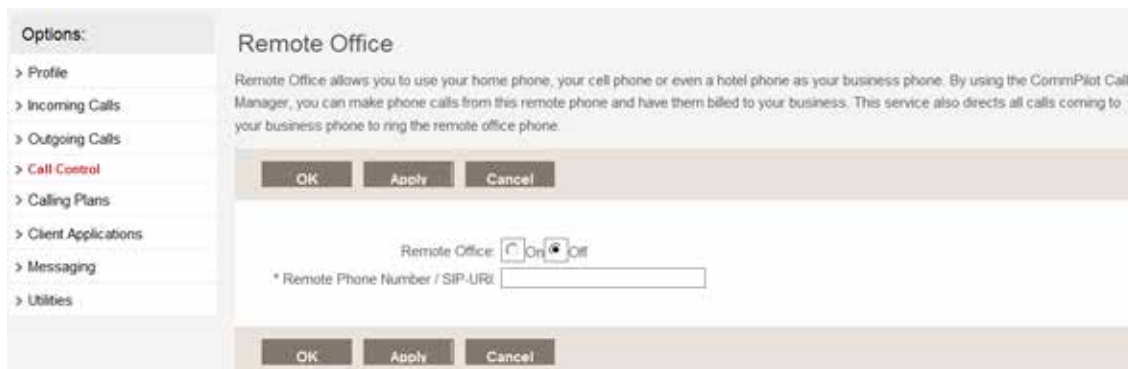 Options:
> Profile
> Incoming Calls
> Outgoing Calls
> Call Control
> Calling Plans
> Client Applications
> Messaging
> Utilities
Remote Office
Remote Office allows you to use your home phone, your cell phone or even a hotel phone as your business phone. By using the CommPilot Call
Manager, you can make phone calls from this remote phone and have them billed to your business. This service also directs all calls coming to
your business phone to ring the remote office phone.
OK Apply Cancel
Remote Office: On Off
* Remote Phone Number / SIP-URI:
OK Apply Cancel